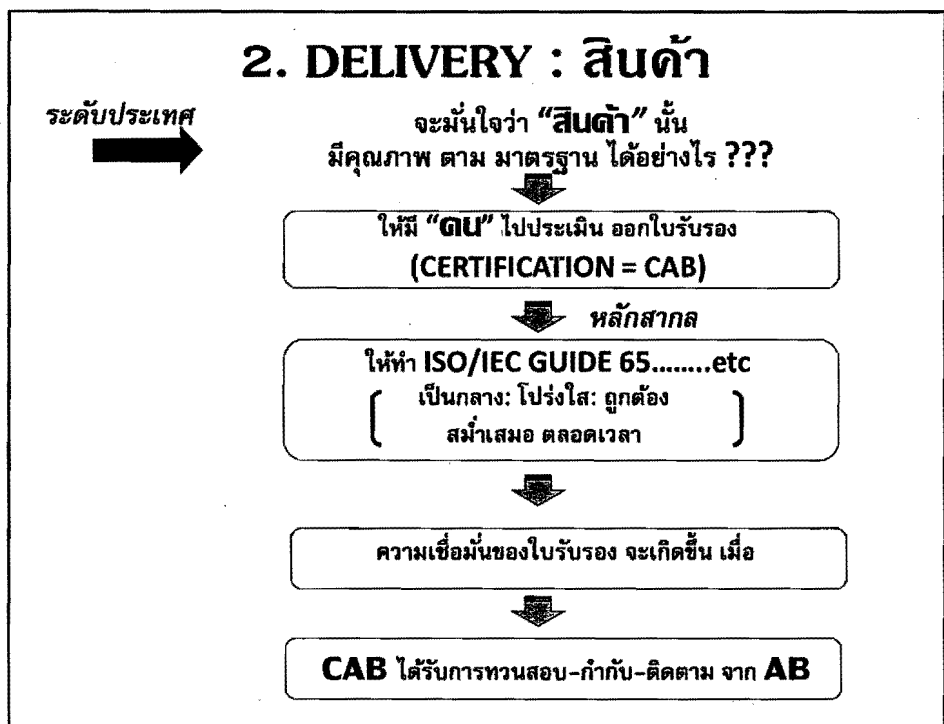 2. DELIVERY : สินค้า
ระดับประเทศ
จะมั่นใจว่า “สินค้า” นั้น
มีคุณภาพ ตาม มาตรฐาน ได้อย่างไร ???
ให้มี “คน” ไปประเมิน ออกใบรับรอง
(CERTIFICATION = CAB)
หลักสากล
ให้ทำ ISO/IEC GUIDE 65........etc
( เป็นกลาง: โปร่งใส: ถูกต้อง
สม่ำเสมอ ตลอดเวลา )
ความเชื่อมั่นของใบรับรอง จะเกิดขึ้น เมื่อ
CAB ได้รับการทวนสอบ-กำกับ-ติดตาม จาก AB